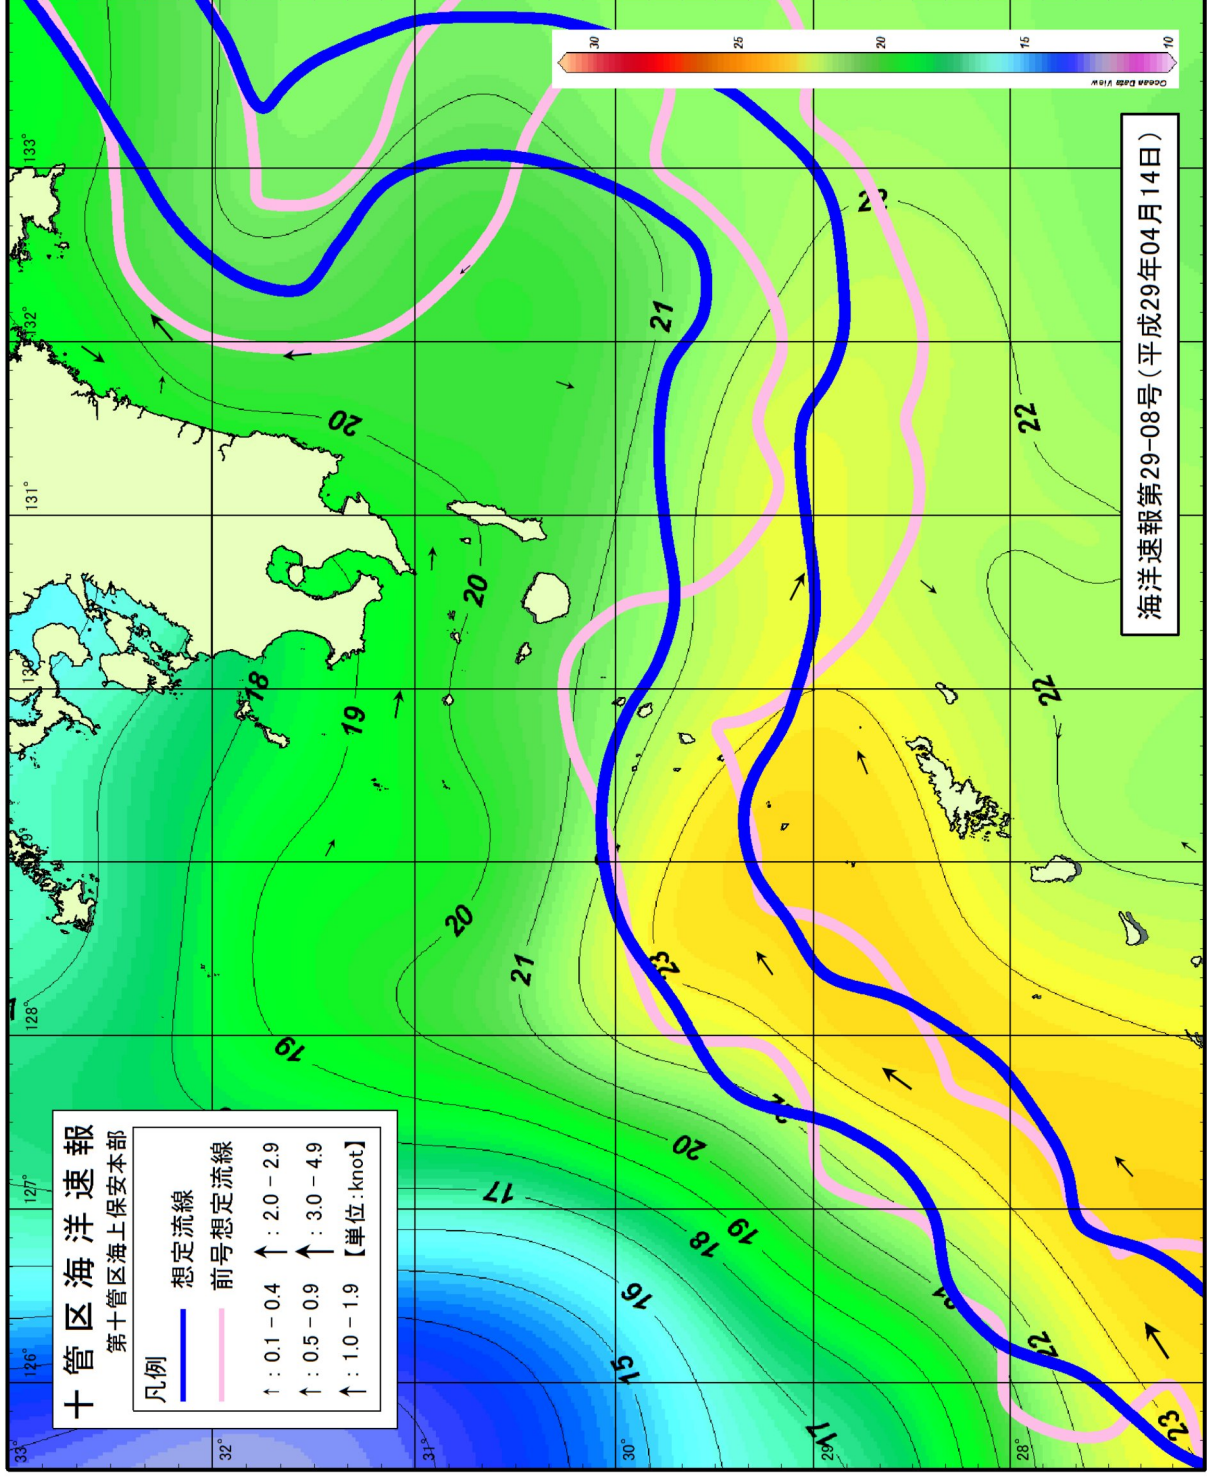 十管区海洋速報
第十管区海上保安本部
凡例
想定流線
前号想定流線
↑: 0.1 - 0.4 ↑: 2.0 - 2.9
↑: 0.5 - 0.9 ↑: 3.0 - 4.9
↑: 1.0 - 1.9 【単位:knot】
海洋速報第29-08号(平成29年04月14日)
30 25 20 15 10
Ocean Data View
126° 127° 128° 129° 130° 131° 132° 133°
33°
32°
31°
30°
29°
28°
18
19
20
20
20
19
21
21
23
22
20
19
18
17
16
15
17
21
22
23
22
22
22